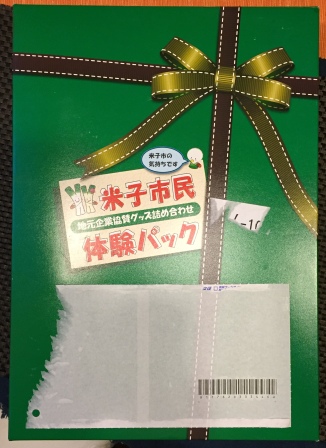 米子市の
気持ちです
米子市民
地元企業協賛グッズ詰め合わせ
体験パック